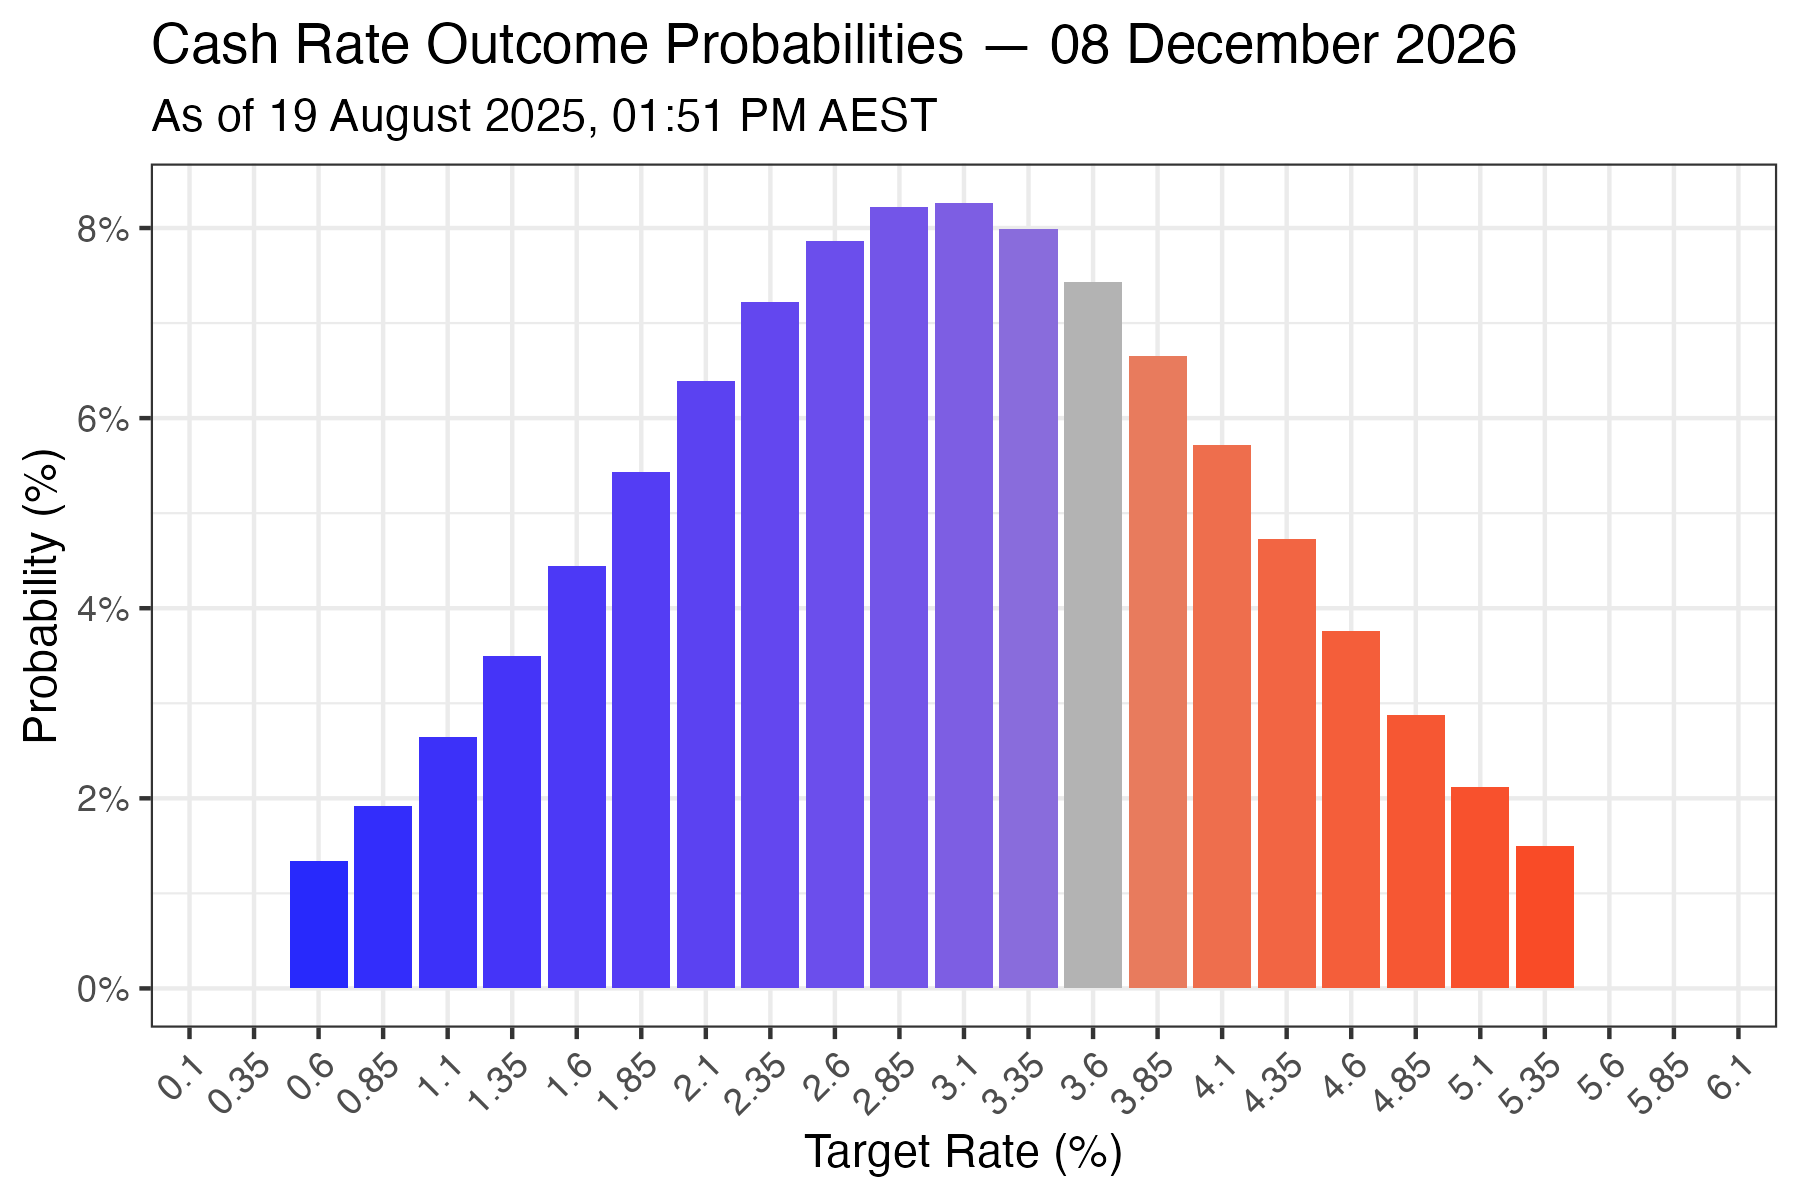 Cash Rate Outcome Probabilities — 08 December 2026
As of 19 August 2025, 01:51 PM AEST
Probability (%)
8%
6%
4%
2%
0%
0.1 0.35 0.6 0.85 1.1 1.35 1.6 1.85 2.1 2.35 2.6 2.85 3.1 3.35 3.6 3.85 4.1 4.35 4.6 4.85 5.1 5.35 5.6 5.85 6.1
Target Rate (%)